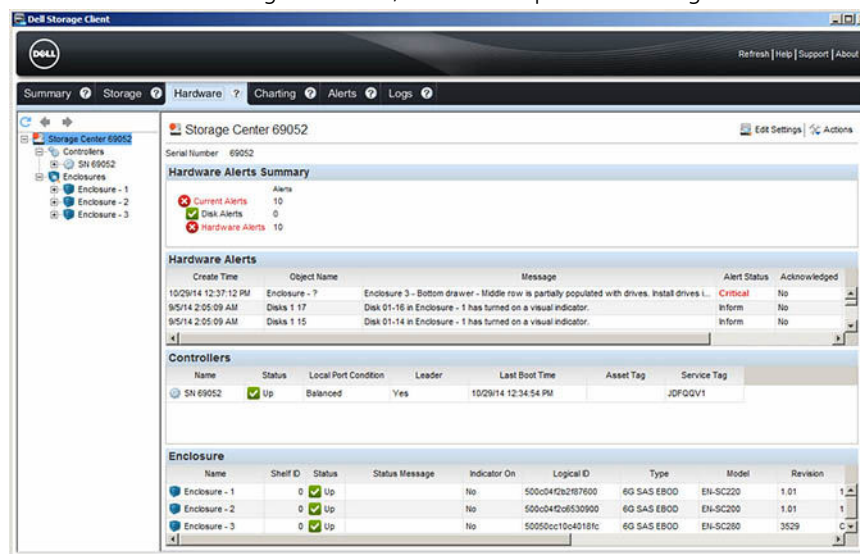 Dell Storage Client
DELL
Refresh | Help | Support | About
Summary ? Storage ? Hardware ? Charting ? Alerts ? Logs ?
Storage Center 69052
Controllers
SN 69052
Enclosures
Enclosure - 1
Enclosure - 2
Enclosure - 3
Storage Center 69052
Edit Settings | Actions
Serial Number 69052
Hardware Alerts Summary
Alerts
Current Alerts 10
Disk Alerts 0
Hardware Alerts 10
Hardware Alerts
Create Time Object Name Message Alert Status Acknowledged
10/29/14 12:37:12 PM Enclosure - ? Enclosure 3 - Bottom drawer - Middle row is partially populated with drives. Install drives i... Critical No
9/5/14 2:05:09 AM Disks 1 17 Disk 01-16 in Enclosure - 1 has turned on a visual indicator. Inform No
9/5/14 2:05:09 AM Disks 1 15 Disk 01-14 in Enclosure - 1 has turned on a visual indicator. Inform No
Controllers
Name Status Local Port Condition Leader Last Boot Time Asset Tag Service Tag
SN 69052 Up Balanced Yes 10/29/14 12:34:54 PM JDFQQV1
Enclosure
Name Shelf ID Status Status Message Indicator On Logical ID Type Model Revision
Enclosure - 1 0 Up No 500c04f2b2f87600 6G SAS EBOD EN-SC220 1.01 1
Enclosure - 2 0 Up No 500c04f2c6530900 6G SAS EBOD EN-SC200 1.01 1
Enclosure - 3 0 Up No 50050cc10c4018fc 6G SAS EBOD EN-SC280 3529 C